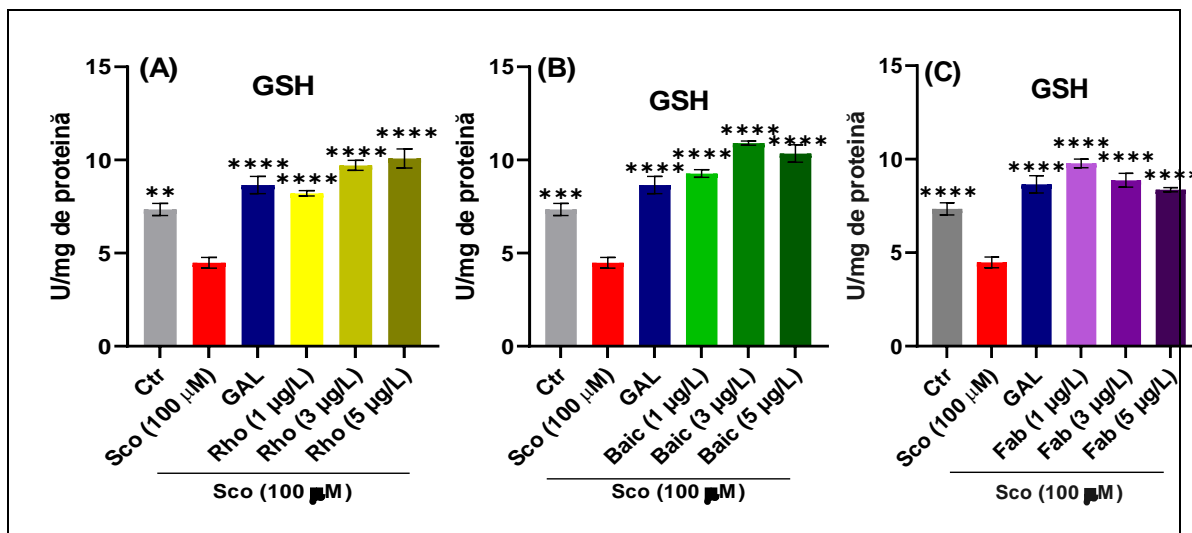 (A)
GSH
U/mg de proteină
15
10
5
0
**
****
****
****
****
Ctr
Sco (100 μM)
GAL
Rho (1 µg/L)
Rho (3 µg/L)
Rho (5 µg/L)
Sco (100 μM)
(B)
GSH
U/mg de proteină
15
10
5
0
***
****
****
****
****
Ctr
Sco (100 μM)
GAL
Baic (1 µg/L)
Baic (3 µg/L)
Baic (5 µg/L)
Sco (100 μM)
(C)
GSH
U/mg de proteină
15
10
5
0
****
****
****
****
****
Ctr
Sco (100 μM)
GAL
Fab (1 µg/L)
Fab (3 µg/L)
Fab (5 µg/L)
Sco (100 μM)